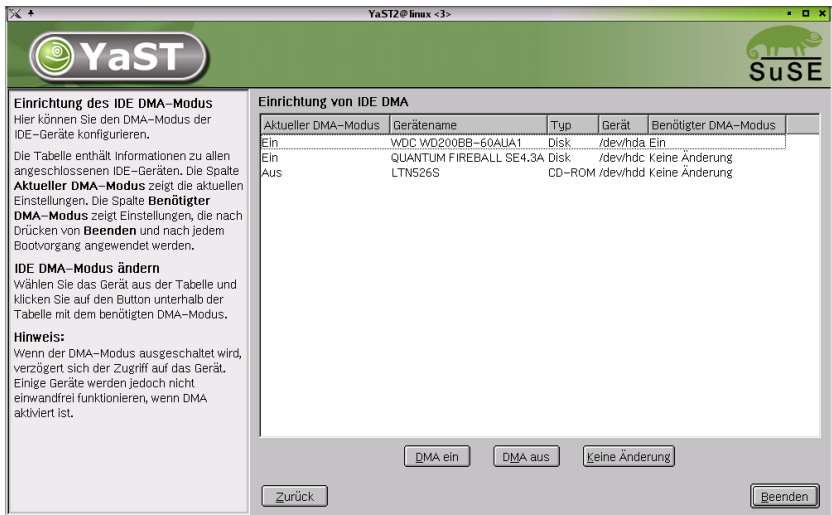 YaST2@linux <3>
YaST
SuSE
Einrichtung des IDE DMA-Modus
Hier können Sie den DMA-Modus der
IDE-Geräte konfigurieren.
Die Tabelle enthält Informationen zu allen
angeschlossenen IDE-Geräten. Die Spalte
Aktueller DMA-Modus zeigt die aktuellen
Einstellungen. Die Spalte Benötigter
DMA-Modus zeigt Einstellungen, die nach
Drücken von Beenden und nach jedem
Bootvorgang angewendet werden.
IDE DMA-Modus ändern
Wählen Sie das Gerät aus der Tabelle und
klicken Sie auf den Button unterhalb der
Tabelle mit dem benötigten DMA-Modus.
Hinweis:
Wenn der DMA-Modus ausgeschaltet wird,
verzögert sich der Zugriff auf das Gerät.
Einige Geräte werden jedoch nicht
einwandfrei funktionieren, wenn DMA
aktiviert ist.
Einrichtung von IDE DMA
Aktueller DMA-Modus Gerätename Typ Gerät Benötigter DMA-Modus
Ein WDC WD200BB-60AUA1 Disk /dev/hda Ein
Ein QUANTUM FIREBALL SE4.3A Disk /dev/hdc Keine Änderung
Aus LTN526S CD-ROM /dev/hdd Keine Änderung
DMA ein DMA aus Keine Änderung
Zurück Beenden